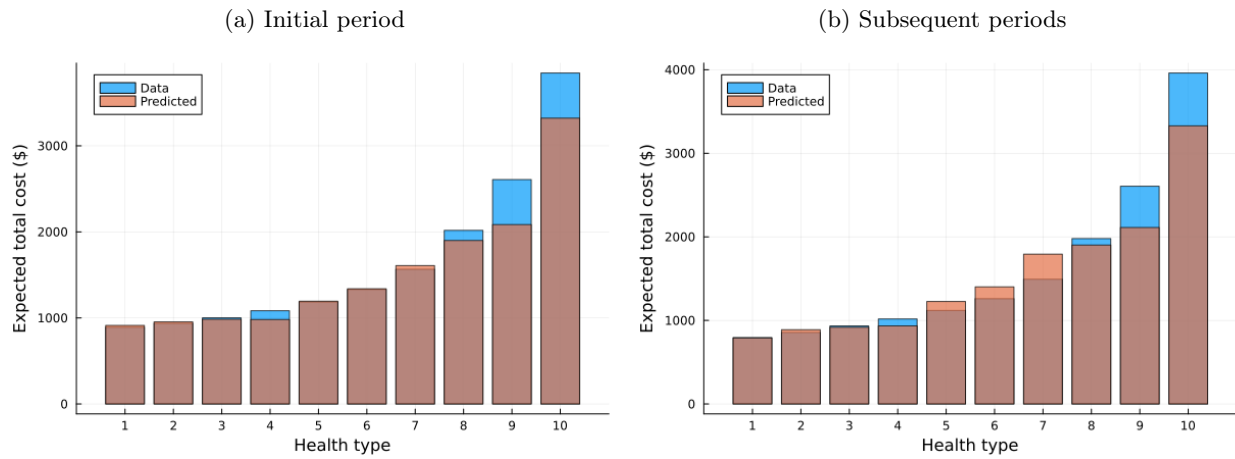 (a) Initial period
Data
Predicted
Expected total cost ($)
3000
2000
1000
0
1 2 3 4 5 6 7 8 9 10
Health type
(b) Subsequent periods
Data
Predicted
Expected total cost ($)
4000
3000
2000
1000
0
1 2 3 4 5 6 7 8 9 10
Health type